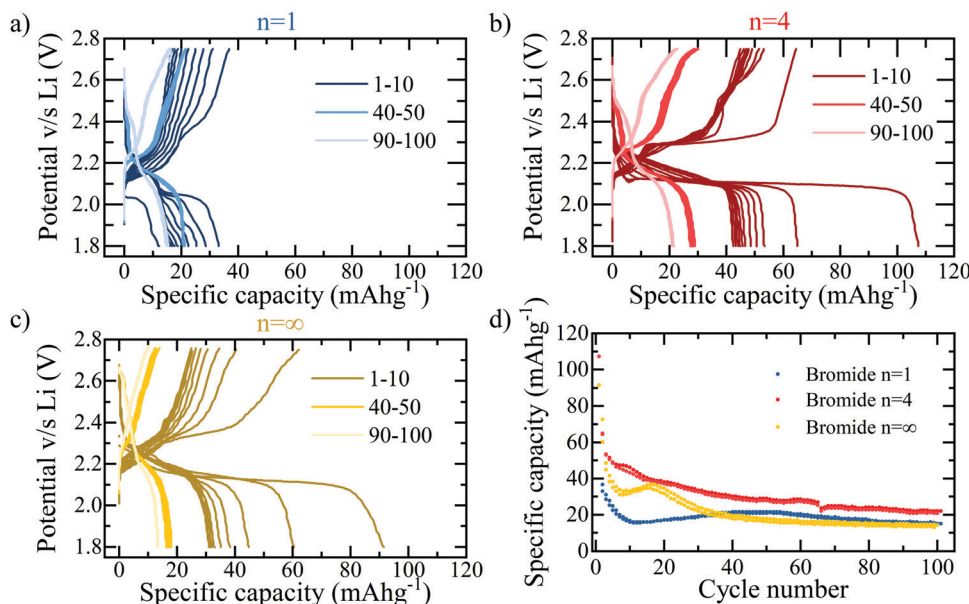 a)
n=1
Potential v/s Li (V)
2.8
2.6
2.4
2.2
2.0
1.8
1-10
40-50
90-100
0 20 40 60 80 100 120
Specific capacity (mAhg⁻¹)
b)
n=4
Potential v/s Li (V)
2.8
2.6
2.4
2.2
2.0
1.8
1-10
40-50
90-100
0 20 40 60 80 100 120
Specific capacity (mAhg⁻¹)
c)
n=∞
Potential v/s Li (V)
2.8
2.6
2.4
2.2
2.0
1.8
1-10
40-50
90-100
0 20 40 60 80 100 120
Specific capacity (mAhg⁻¹)
d)
Specific capacity (mAhg⁻¹)
120
100
80
60
40
20
0
Bromide n=1
Bromide n=4
Bromide n=∞
0 20 40 60 80 100
Cycle number